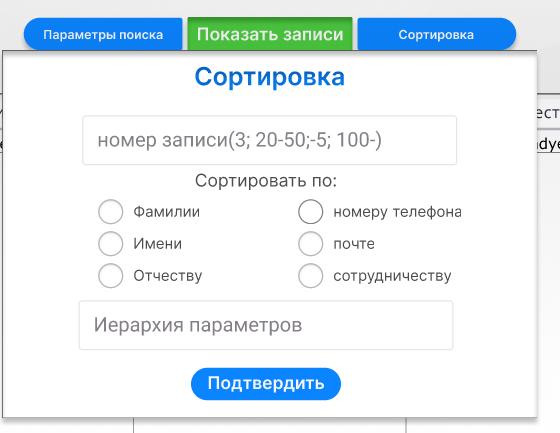 Параметры поиска Показать записи Сортировка
Сортировка
номер записи(3; 20-50;-5; 100-)
Сортировать по:
Фамилии номеру телефона
Имени почте
Отчеству сотрудничеству
Иерархия параметров
Подтвердить